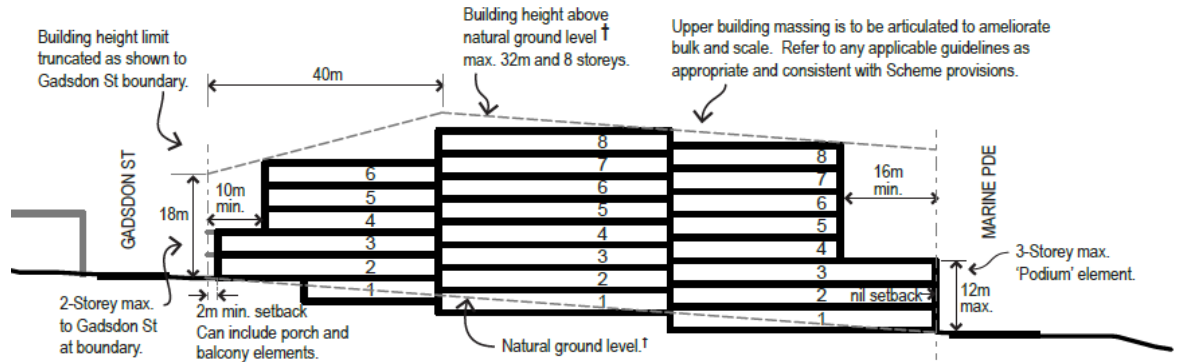 Building height limit
truncated as shown to
Gadsdon St boundary.
40m
Building height above
natural ground level †
max. 32m and 8 storeys.
Upper building massing is to be articulated to ameliorate
bulk and scale. Refer to any applicable guidelines as
appropriate and consistent with Scheme provisions.
GADSDON ST
18m
10m
min.
6
5
4
3
2
1
8
7
6
5
4
3
2
1
8
7
6
5
4
3
2
1
16m
min.
nil setback
12m
max.
MARINE PDE
3-Storey max.
'Podium' element.
2-Storey max.
to Gadsdon St
at boundary.
2m min. setback
Can include porch and
balcony elements.
Natural ground level.†